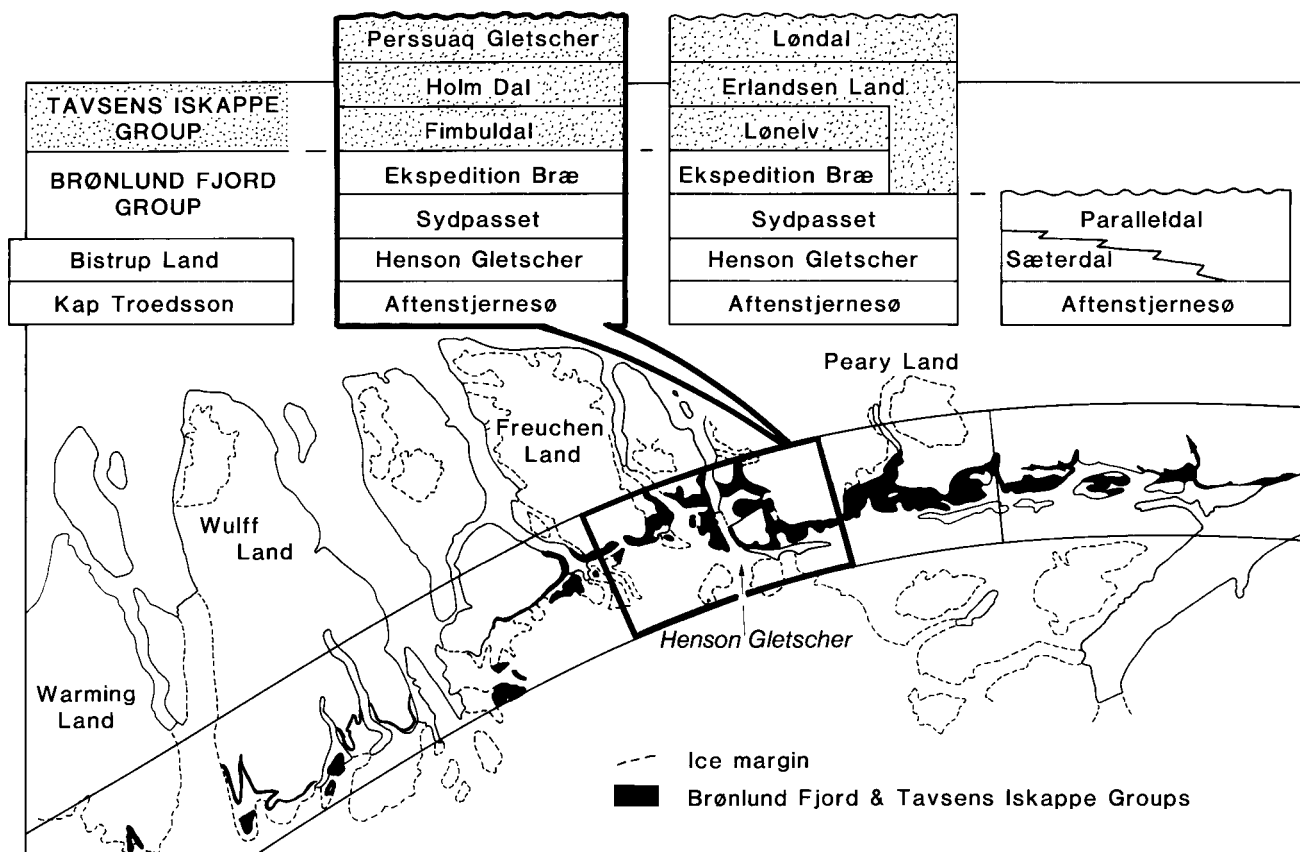 TAVSENS ISKAPPE
GROUP
BRØNLUND FJORD
GROUP
Bistrup Land
Kap Troedsson
Perssuaq Gletscher
Holm Dal
Fimbuldal
Ekspedition Bræ
Sydpasset
Henson Gletscher
Aftenstjernesø
Løndal
Erlandsen Land
Lønelv
Ekspedition Bræ
Sydpasset
Henson Gletscher
Aftenstjernesø
Paralleldal
Sæterdal
Aftenstjernesø
Peary Land
Freuchen
Land
Wulff
Land
Warming
Land
Henson Gletscher
Ice margin
Brønlund Fjord & Tavsens Iskappe Groups